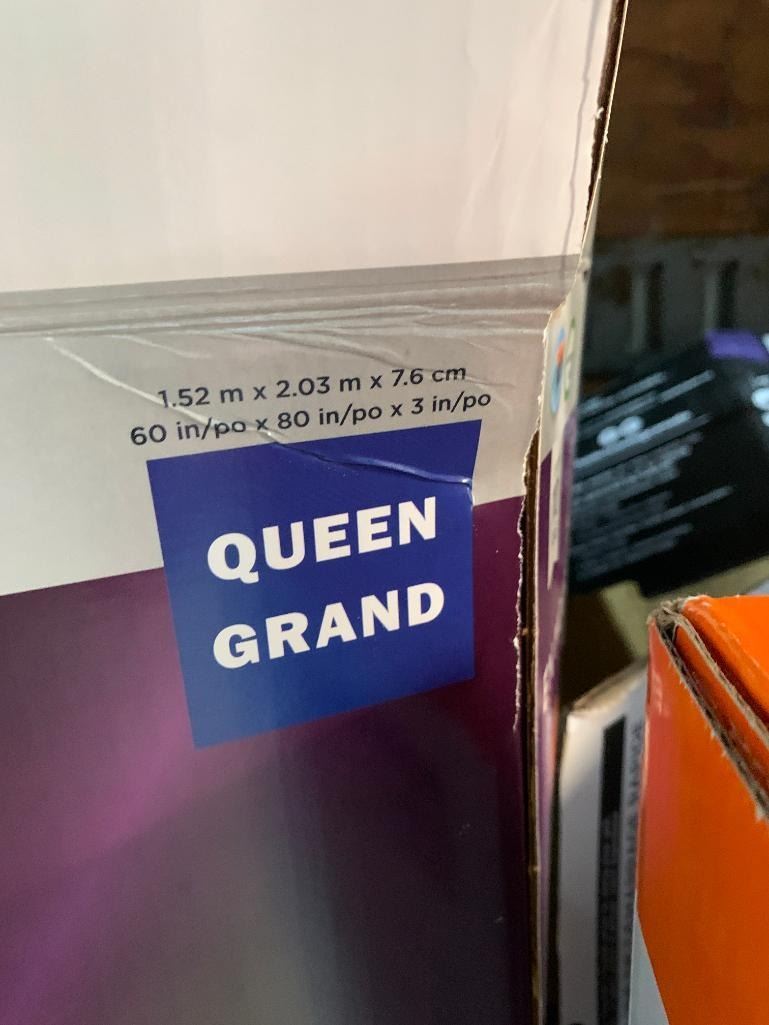 1.52 m x 2.03 m x 7.6 cm
60 in/po x 80 in/po x 3 in/po
QUEEN
GRAND